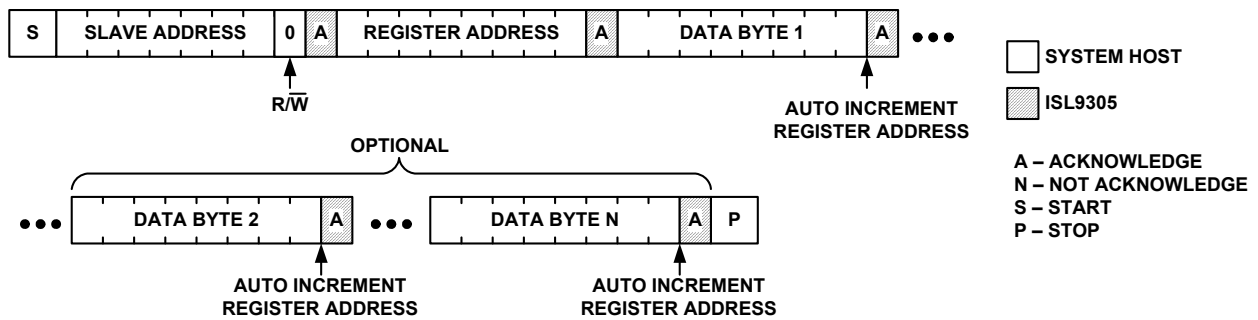 S SLAVE ADDRESS 0 A REGISTER ADDRESS A DATA BYTE 1 A
R/W̅
AUTO INCREMENT
REGISTER ADDRESS
SYSTEM HOST
ISL9305
A – ACKNOWLEDGE
N – NOT ACKNOWLEDGE
S – START
P – STOP
OPTIONAL
DATA BYTE 2 A DATA BYTE N A P
AUTO INCREMENT
REGISTER ADDRESS
AUTO INCREMENT
REGISTER ADDRESS